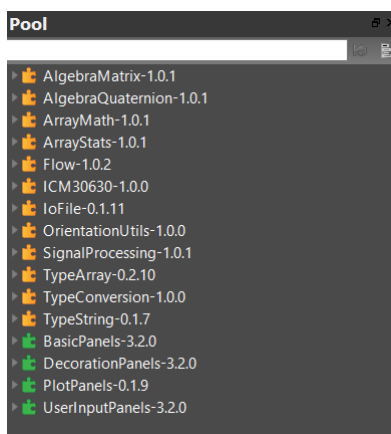 Pool
AlgebraMatrix-1.0.1
AlgebraQuaternion-1.0.1
ArrayMath-1.0.1
ArrayStats-1.0.1
Flow-1.0.2
ICM30630-1.0.0
IoFile-0.1.11
OrientationUtils-1.0.0
SignalProcessing-1.0.1
TypeArray-0.2.10
TypeConversion-1.0.0
TypeString-0.1.7
BasicPanels-3.2.0
DecorationPanels-3.2.0
PlotPanels-0.1.9
UserInputPanels-3.2.0